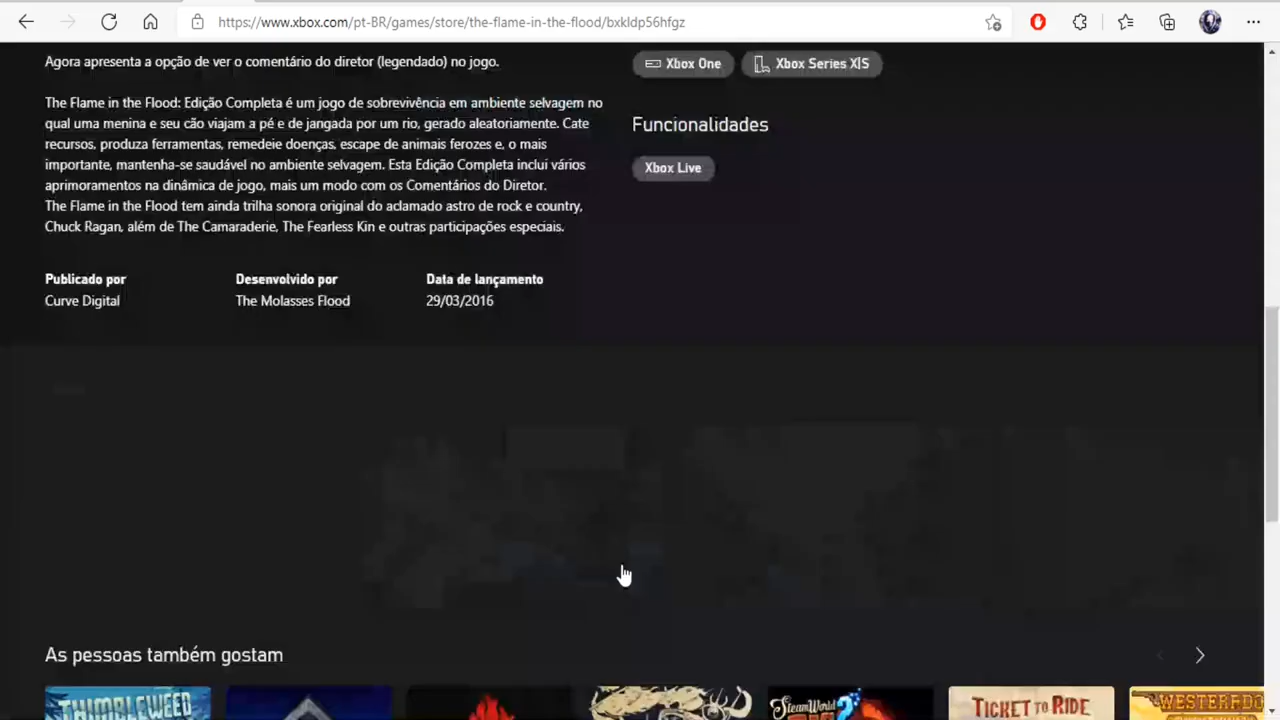 https://www.xbox.com/pt-BR/games/store/the-flame-in-the-flood/bxkldp56hfgz
Agora apresenta a opção de ver o comentário do diretor (legendado) no jogo.
The Flame in the Flood: Edição Completa é um jogo de sobrevivência em ambiente selvagem no
qual uma menina e seu cão viajam a pé e de jangada por um rio, gerado aleatoriamente. Cate
recursos, produza ferramentas, remedeie doenças, escape de animais ferozes e, o mais
importante, mantenha-se saudável no ambiente selvagem. Esta Edição Completa inclui vários
aprimoramentos na dinâmica de jogo, mais um modo com os Comentários do Diretor.
The Flame in the Flood tem ainda trilha sonora original do aclamado astro de rock e country,
Chuck Ragan, além de The Camaraderie, The Fearless Kin e outras participações especiais.
Publicado por
Curve Digital
Desenvolvido por
The Molasses Flood
Data de lançamento
29/03/2016
Xbox One
Xbox Series X|S
Funcionalidades
Xbox Live
As pessoas também gostam
THIMBLEWEED
STEAMWORLD
TICKET TO RIDE